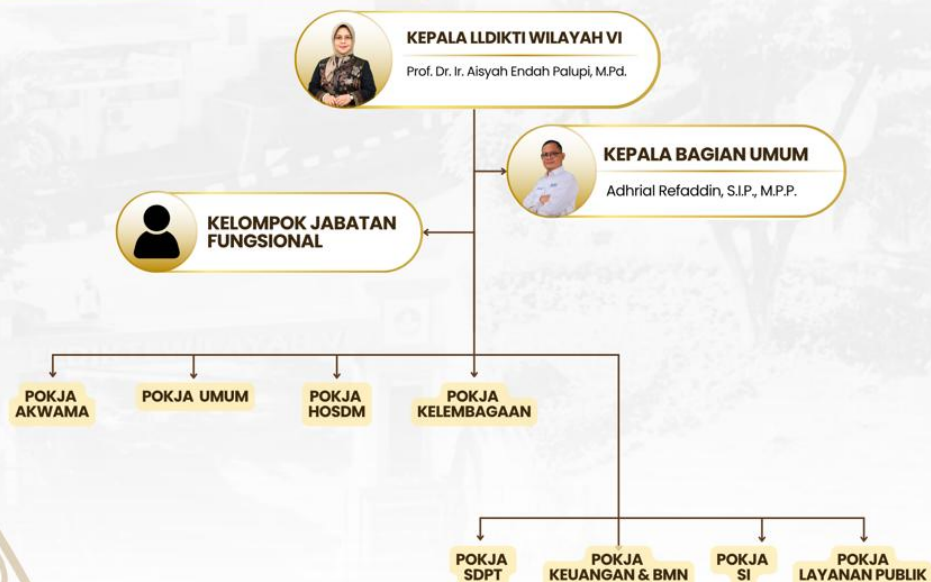 KEPALA LLDIKTI WILAYAH VI
Prof. Dr. Ir. Aisyah Endah Palupi, M.Pd.
KEPALA BAGIAN UMUM
Adhrial Refaddin, S.I.P., M.P.P.
KELOMPOK JABATAN
FUNGSIONAL
POKJA
AKWAMA
POKJA UMUM
POKJA
HOSDM
POKJA
KELEMBAGAAN
POKJA
SDPT
POKJA
KEUANGAN & BMN
POKJA
SI
POKJA
LAYANAN PUBLIK